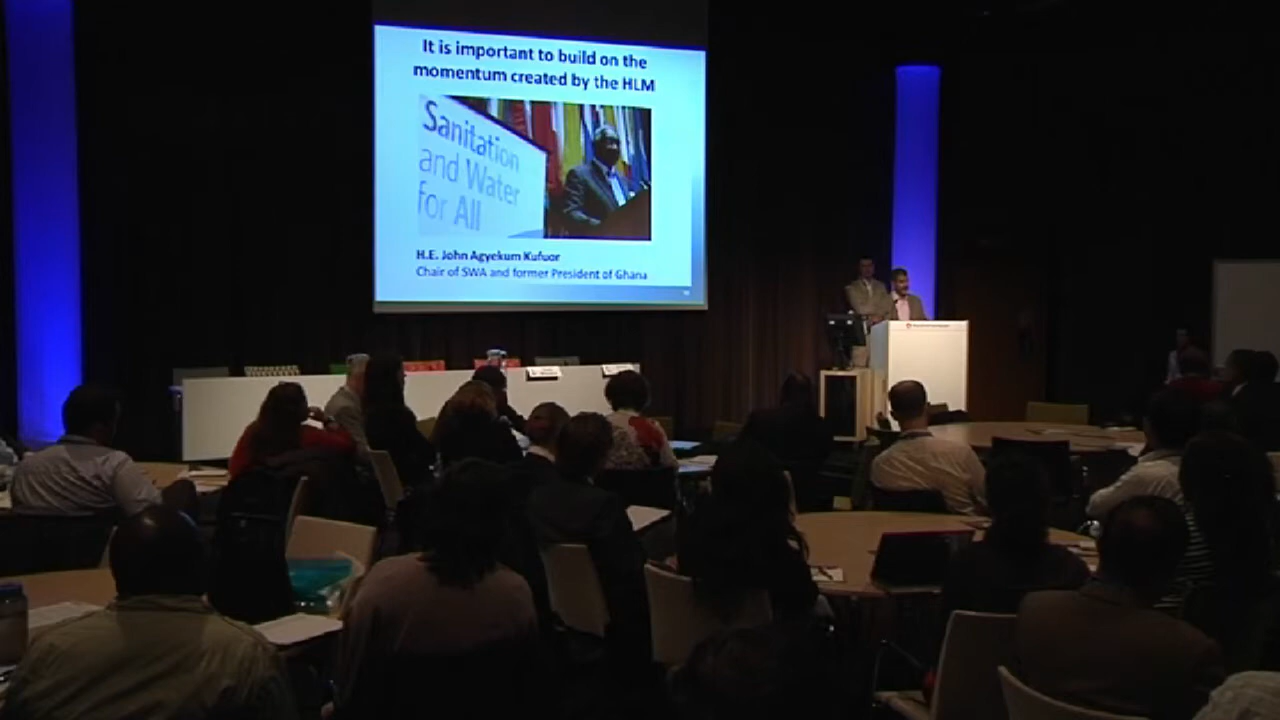 It is important to build on the
momentum created by the HLM
Sanitation
and Water
for All
H.E. John Agyekum Kufuor
Chair of SWA and former President of Ghana